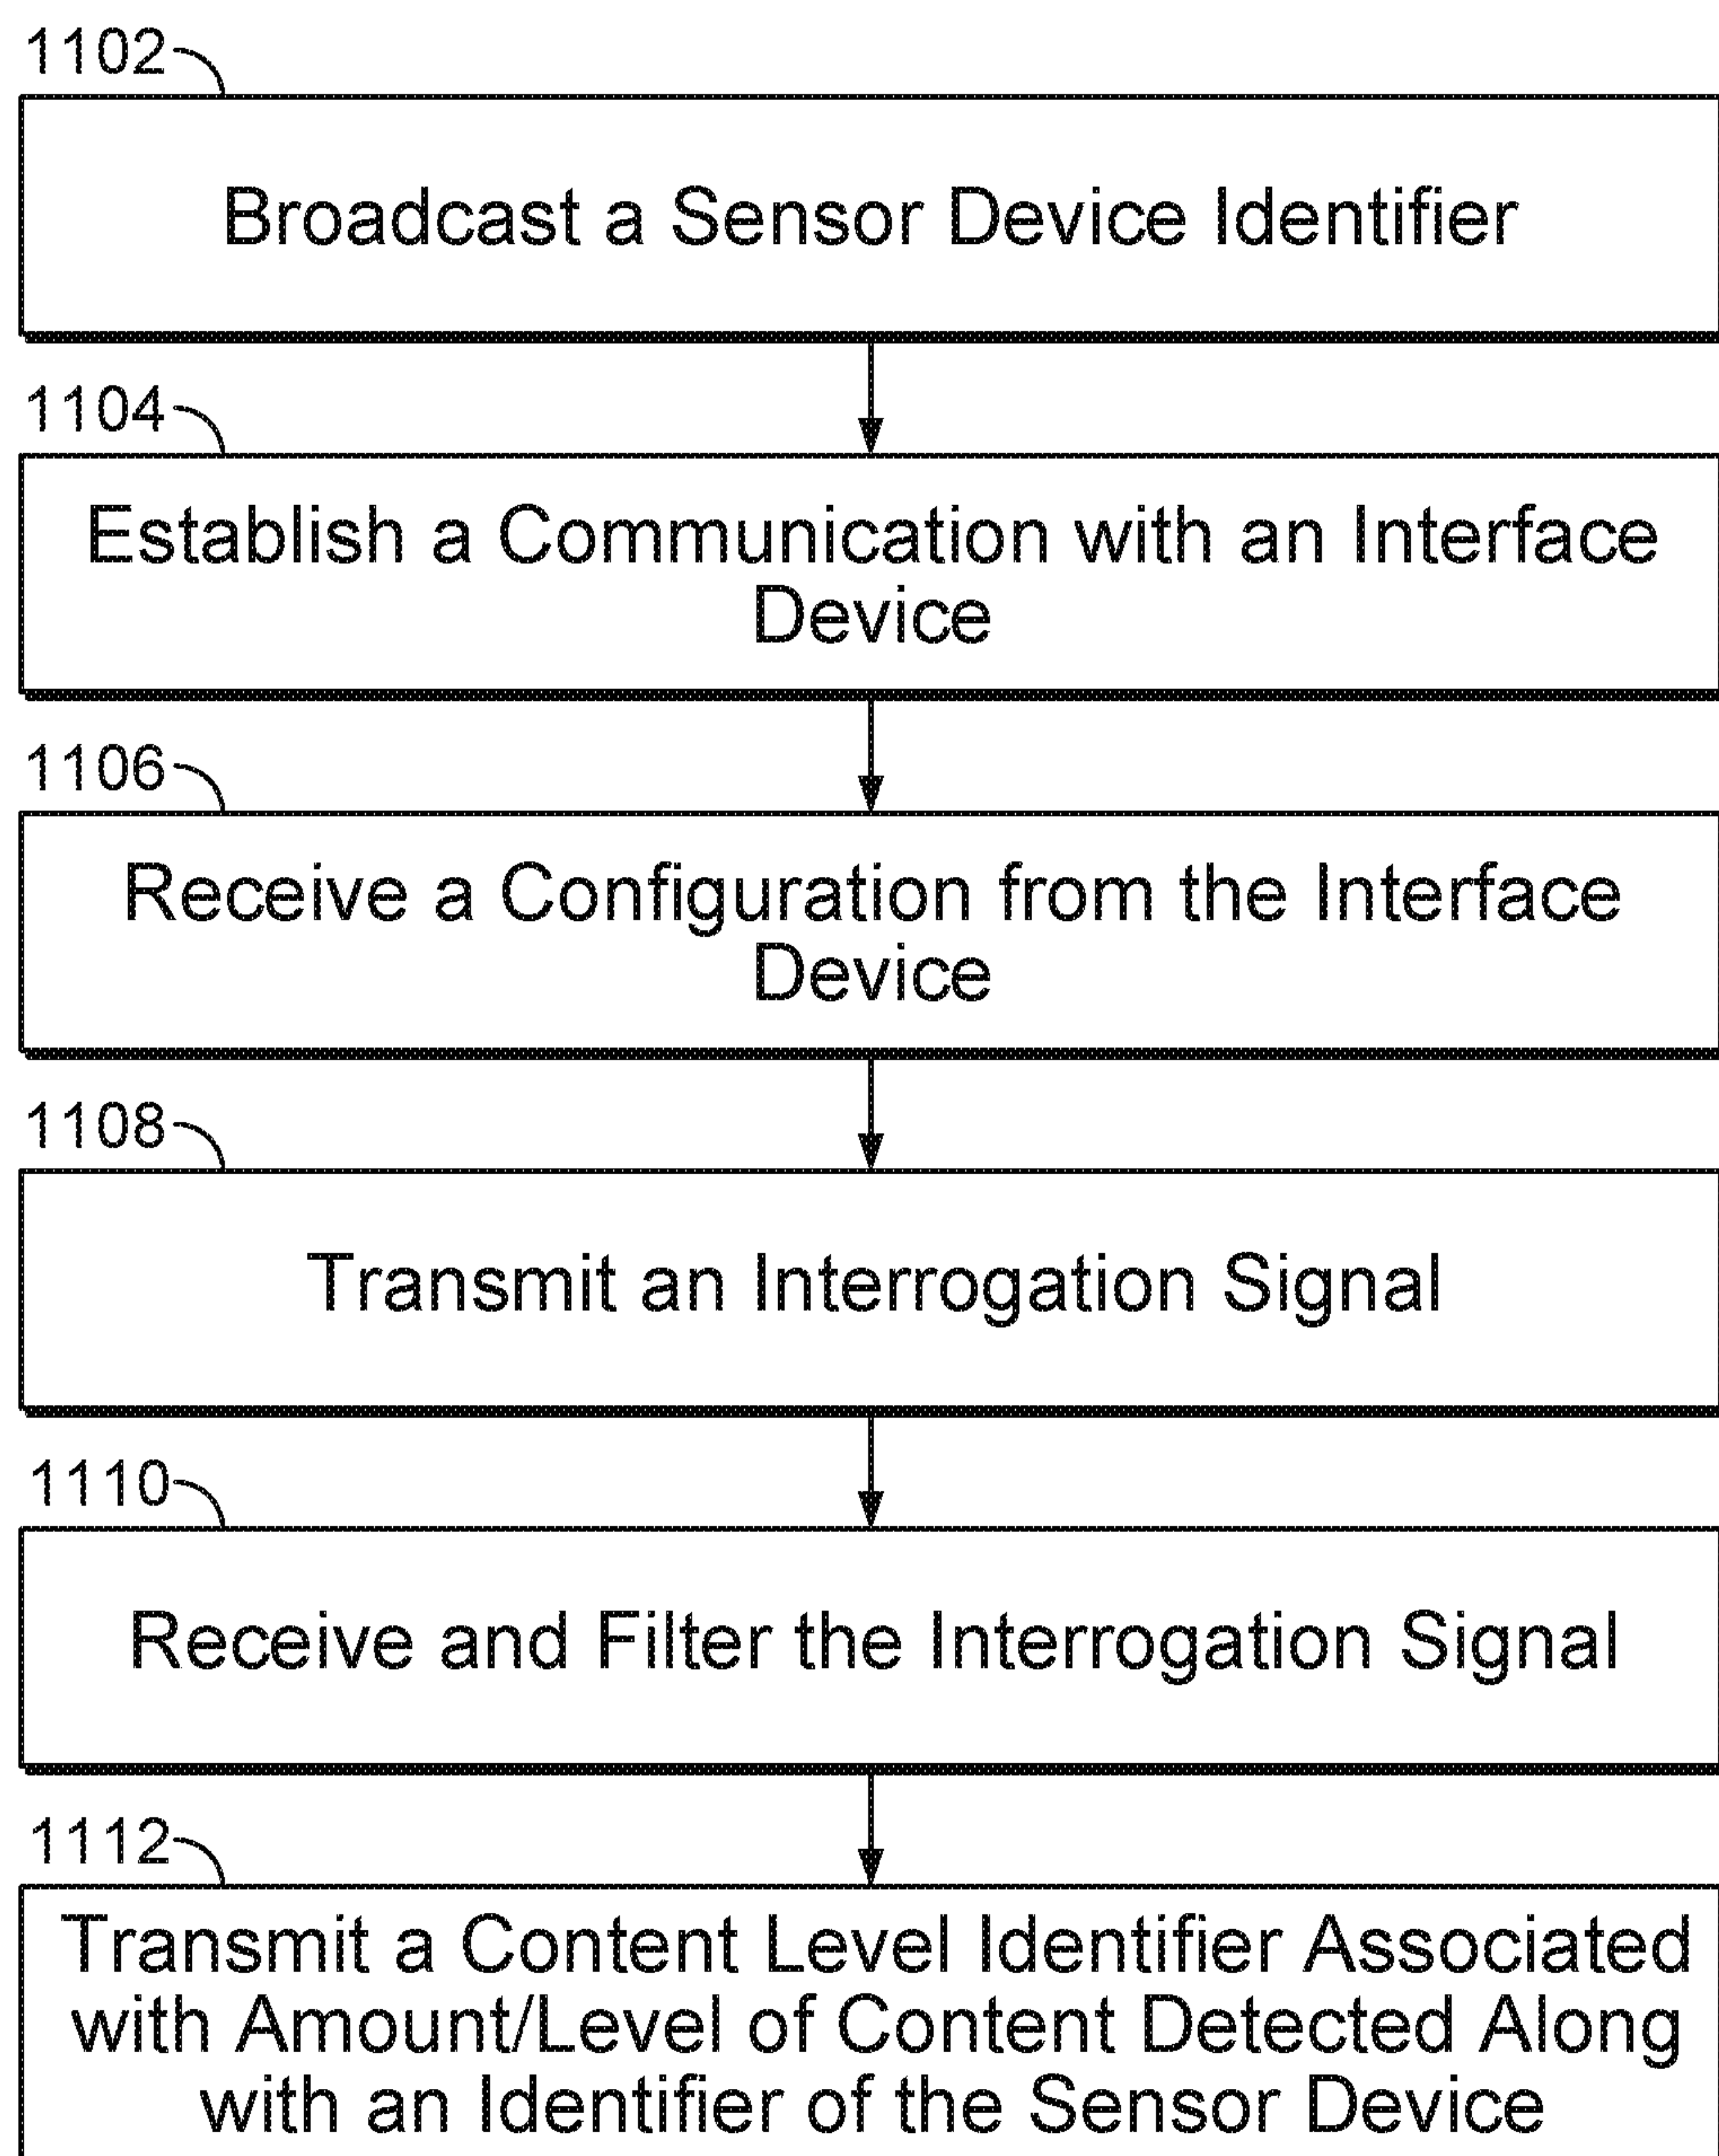 1102
Broadcast a Sensor Device Identifier
1104
Establish a Communication with an Interface
Device
1106
Receive a Configuration from the Interface
Device
1108
Transmit an Interrogation Signal
1110
Receive and Filter the Interrogation Signal
1112
Transmit a Content Level Identifier Associated
with Amount/Level of Content Detected Along
with an Identifier of the Sensor Device